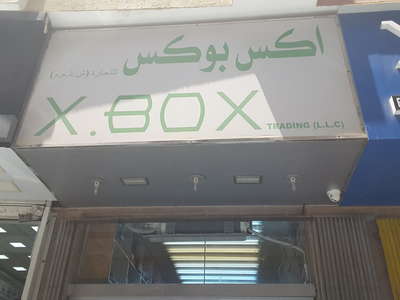 اكس بوكس للتجارة (ش.ذ.م.م)
X.BOX TRADING (L.L.C)